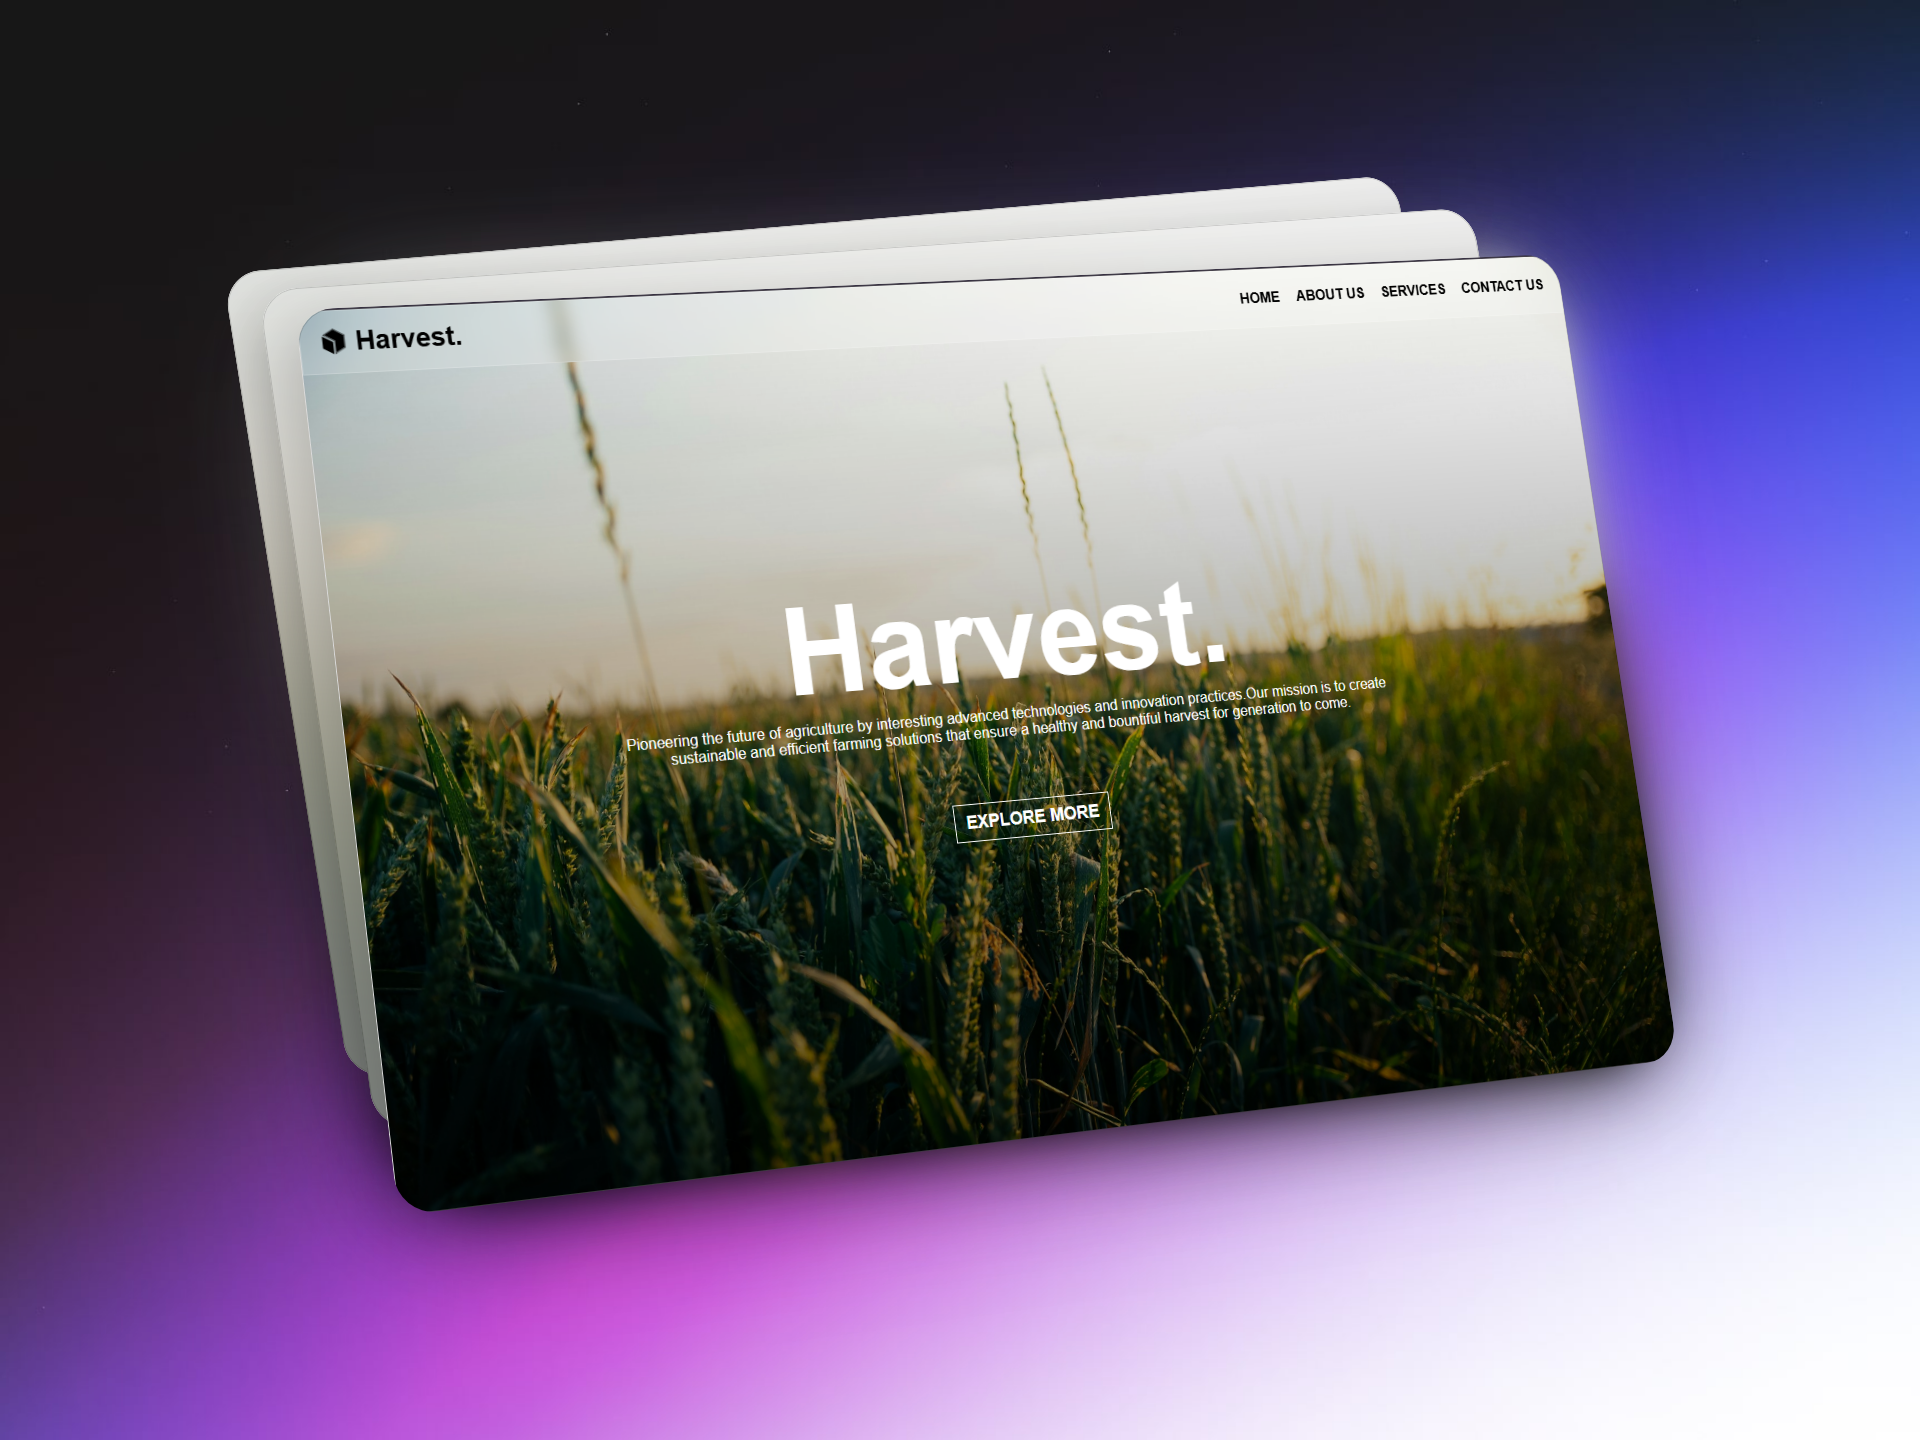 Harvest.
HOME ABOUT US SERVICES CONTACT US
Harvest.
Pioneering the future of agriculture by interesting advanced technologies and innovation practices.Our mission is to create
sustainable and efficient farming solutions that ensure a healthy and bountiful harvest for generation to come.
EXPLORE MORE